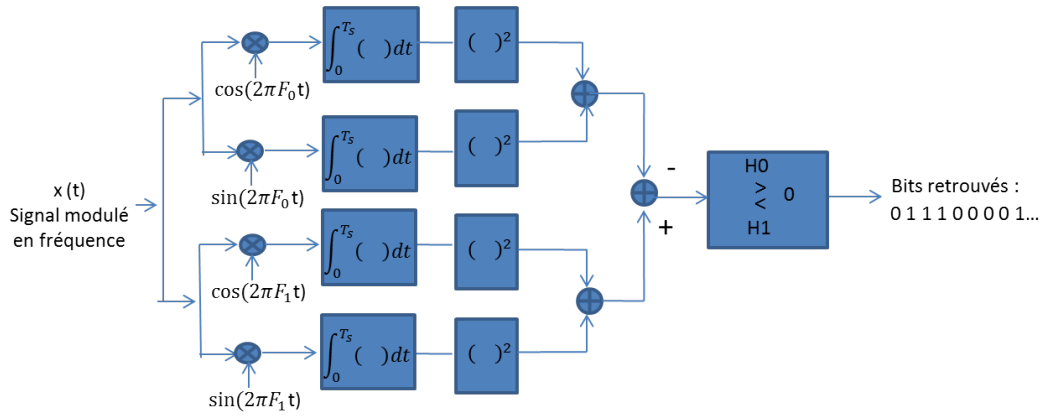 ∫₀^Ts ( )dt
( )²
cos(2πF₀t)
∫₀^Ts ( )dt
( )²
sin(2πF₀t)
x (t)
Signal modulé
en fréquence
-
+
H0
>
<
0
H1
Bits retrouvés :
0 1 1 1 0 0 0 0 1...
∫₀^Ts ( )dt
( )²
cos(2πF₁t)
∫₀^Ts ( )dt
( )²
sin(2πF₁t)